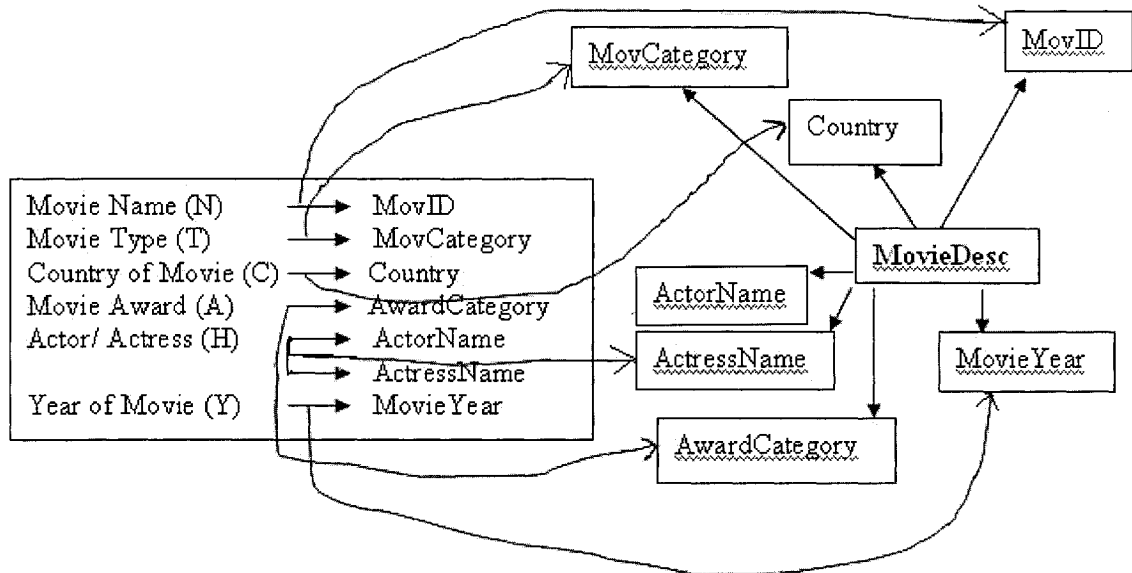 MovID
MovCategory
Country
Movie Name (N) MovID
Movie Type (T) MovCategory
Country of Movie (C) Country
Movie Award (A) AwardCategory
Actor/ Actress (H) ActorName
ActressName
Year of Movie (Y) MovieYear
MovieDesc
ActorName
ActressName
MovieYear
AwardCategory